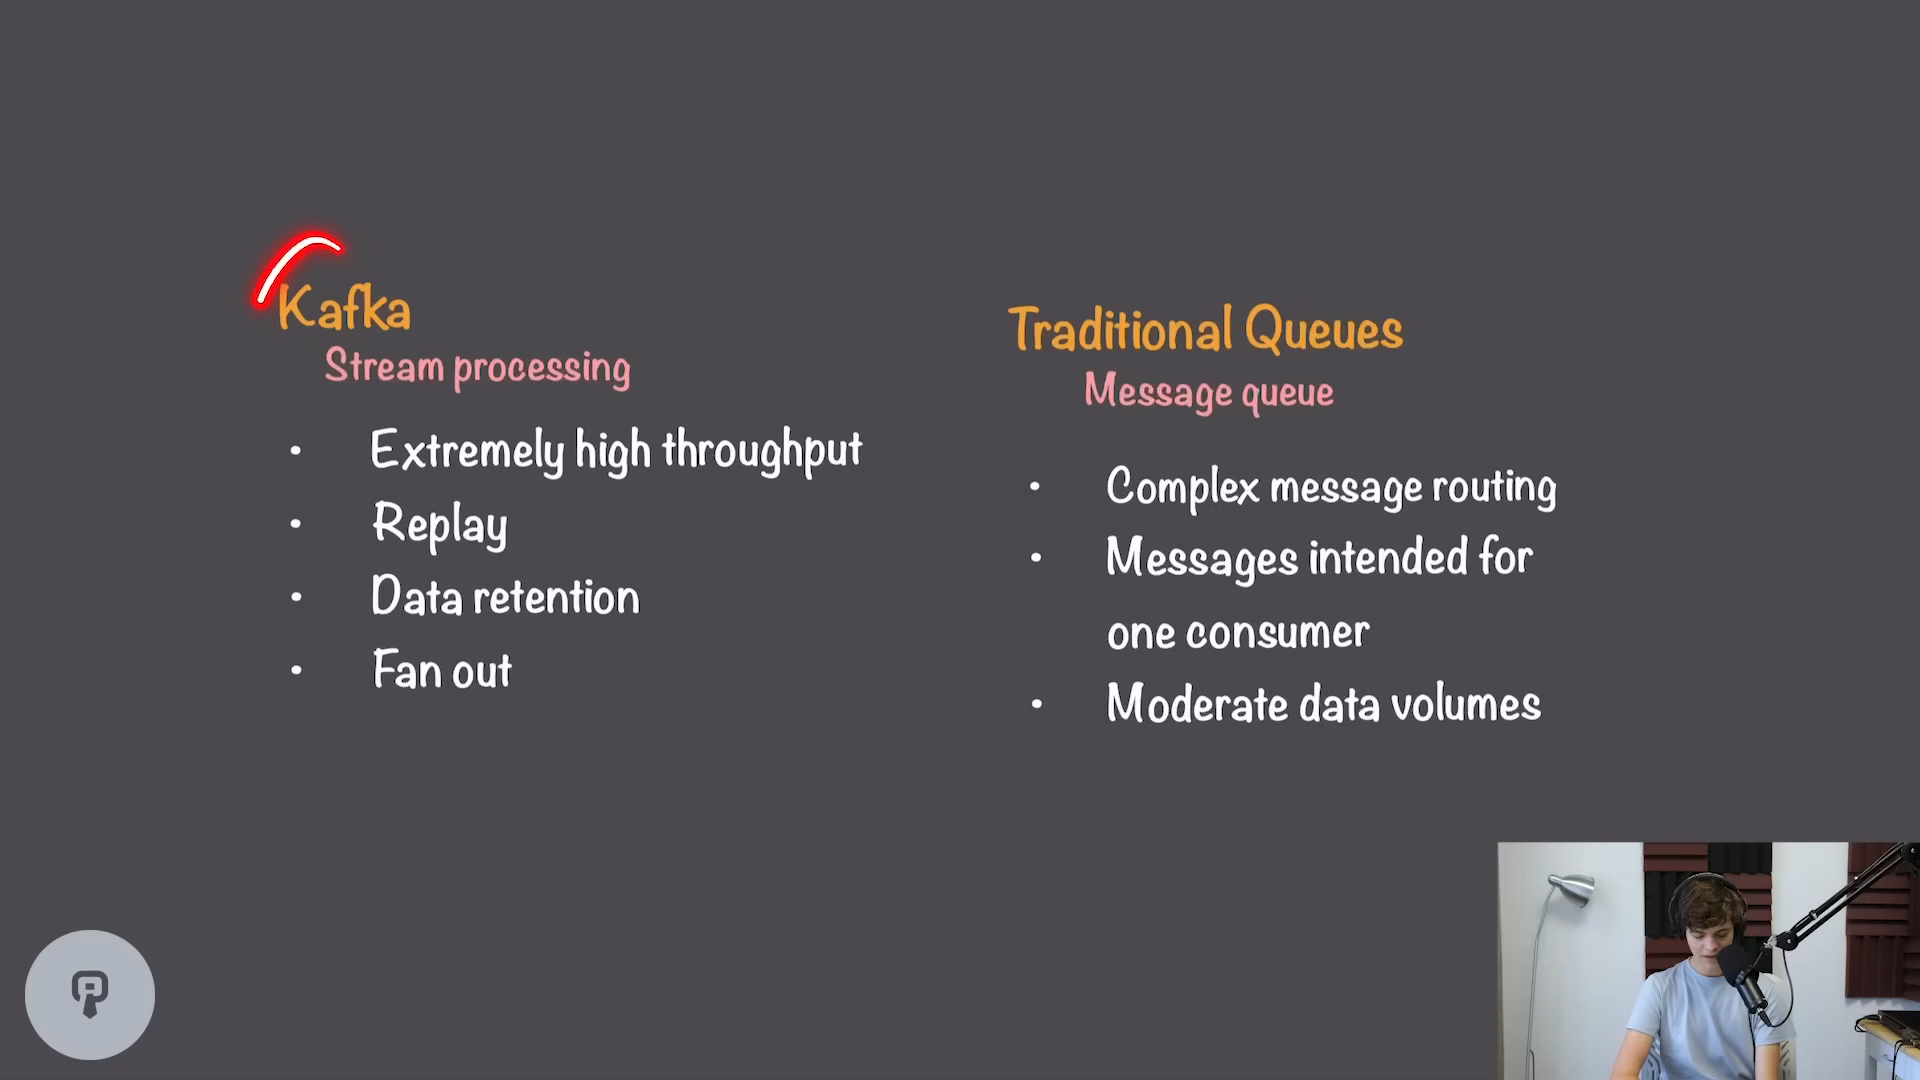 Kafka
Stream processing
• Extremely high throughput
• Replay
• Data retention
• Fan out
Traditional Queues
Message queue
• Complex message routing
• Messages intended for
one consumer
• Moderate data volumes